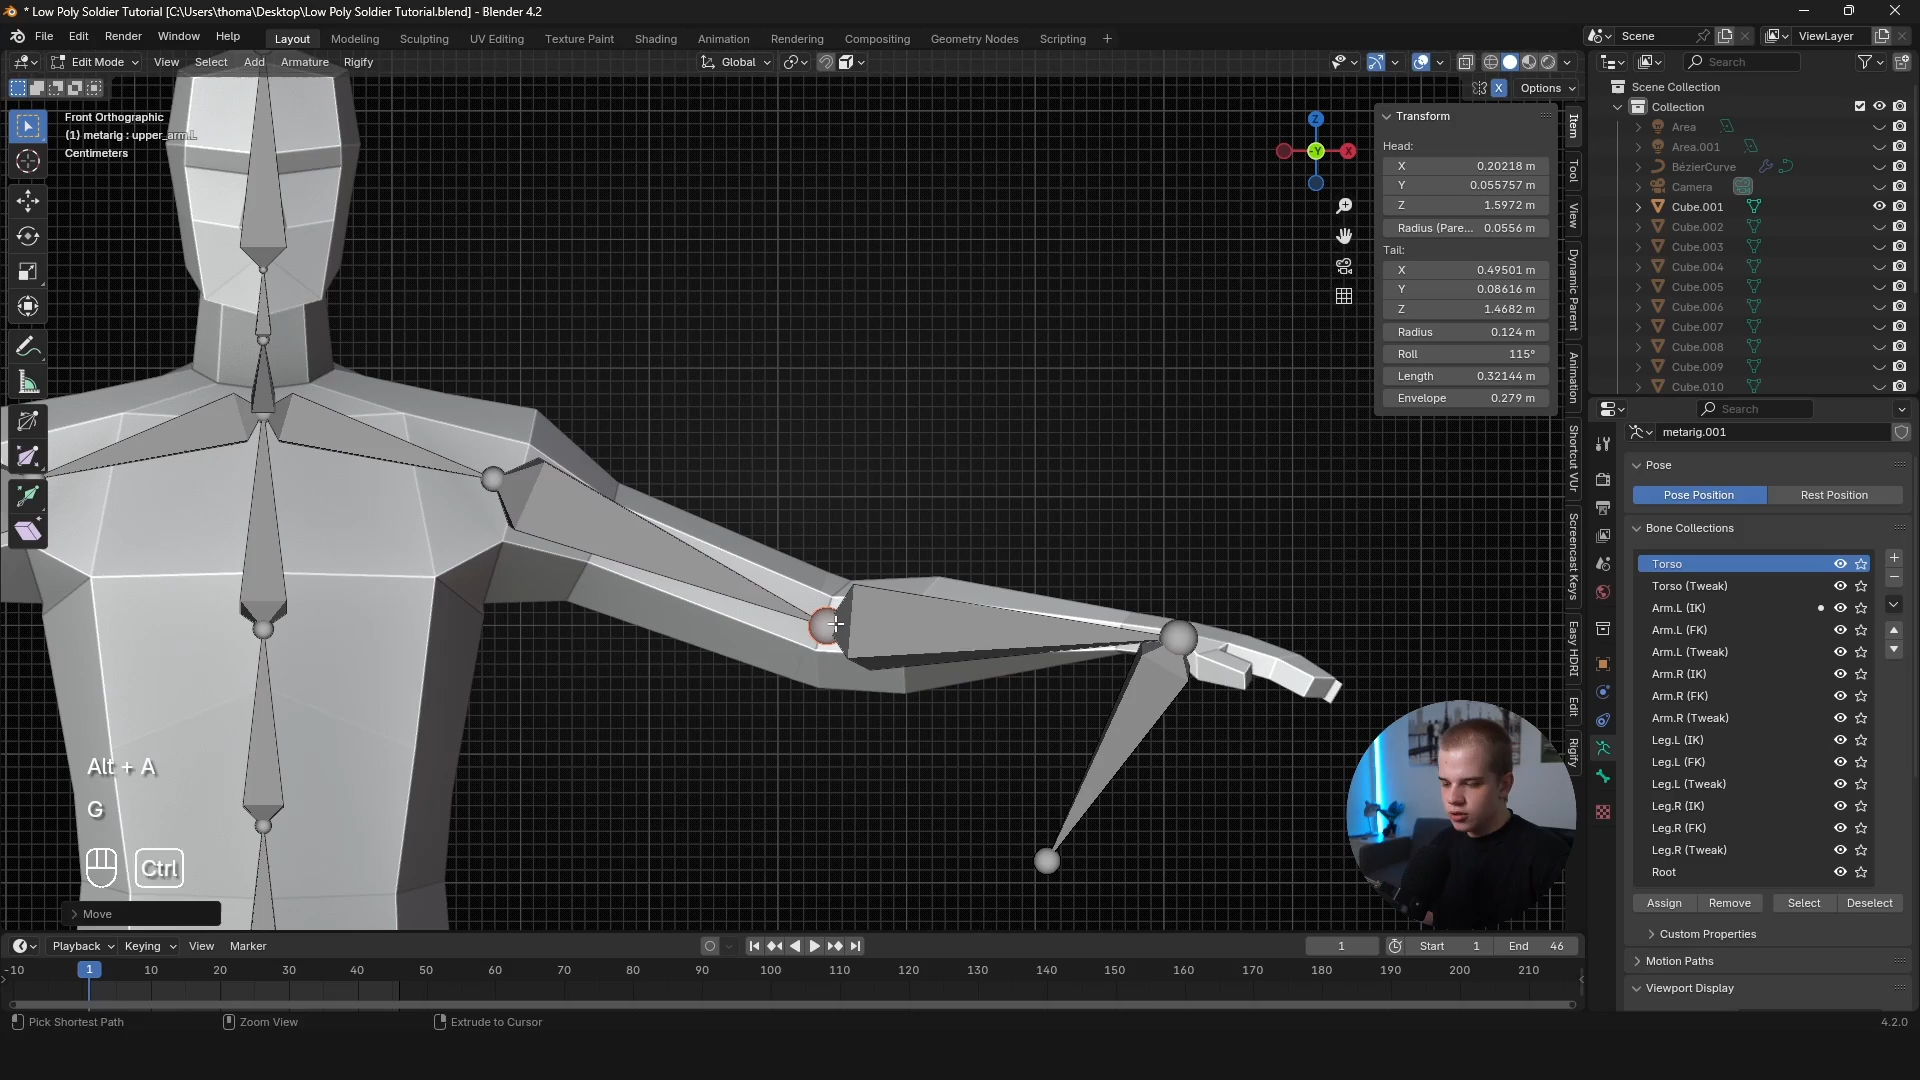 * Low Poly Soldier Tutorial [C:\Users\thoma\Desktop\Low Poly Soldier Tutorial.blend] - Blender 4.2
File Edit Render Window Help
Layout Modeling Sculpting UV Editing Texture Paint Shading Animation Rendering Compositing Geometry Nodes Scripting +
Scene
ViewLayer
Edit Mode View Select Add Armature Rigify
Global
Search
X Options
Front Orthographic
(1) metarig : upper_arm.L
Centimeters
Z
-Y
X
Transform
Head:
X 0.20218 m
Y 0.055757 m
Z 1.5972 m
Radius (Pare... 0.0556 m
Tail:
X 0.49501 m
Y 0.08616 m
Z 1.4682 m
Radius 0.124 m
Roll 115°
Length 0.32144 m
Envelope 0.279 m
Item
Tool
View
Dynamic Parent
Animation
Shortcut VUr
Screencast Keys
Easy HDRI
Edit
Rigify
Scene Collection
Collection
Area
Area.001
BézierCurve
Camera
Cube.001
Cube.002
Cube.003
Cube.004
Cube.005
Cube.006
Cube.007
Cube.008
Cube.009
Cube.010
Search
metarig.001
Pose
Pose Position Rest Position
Bone Collections
Torso
Torso (Tweak)
Arm.L (IK)
Arm.L (FK)
Arm.L (Tweak)
Arm.R (IK)
Arm.R (FK)
Arm.R (Tweak)
Leg.L (IK)
Leg.L (FK)
Leg.L (Tweak)
Leg.R (IK)
Leg.R (FK)
Leg.R (Tweak)
Root
Assign Remove Select Deselect
Custom Properties
Motion Paths
Viewport Display
Alt + A
G
Ctrl
Move
Playback Keying View Marker
1 Start 1 End 46
-10 1 10 20 30 40 50 60 70 80 90 100 110 120 130 140 150 160 170 180 190 200 210
Pick Shortest Path Zoom View Extrude to Cursor
4.2.0